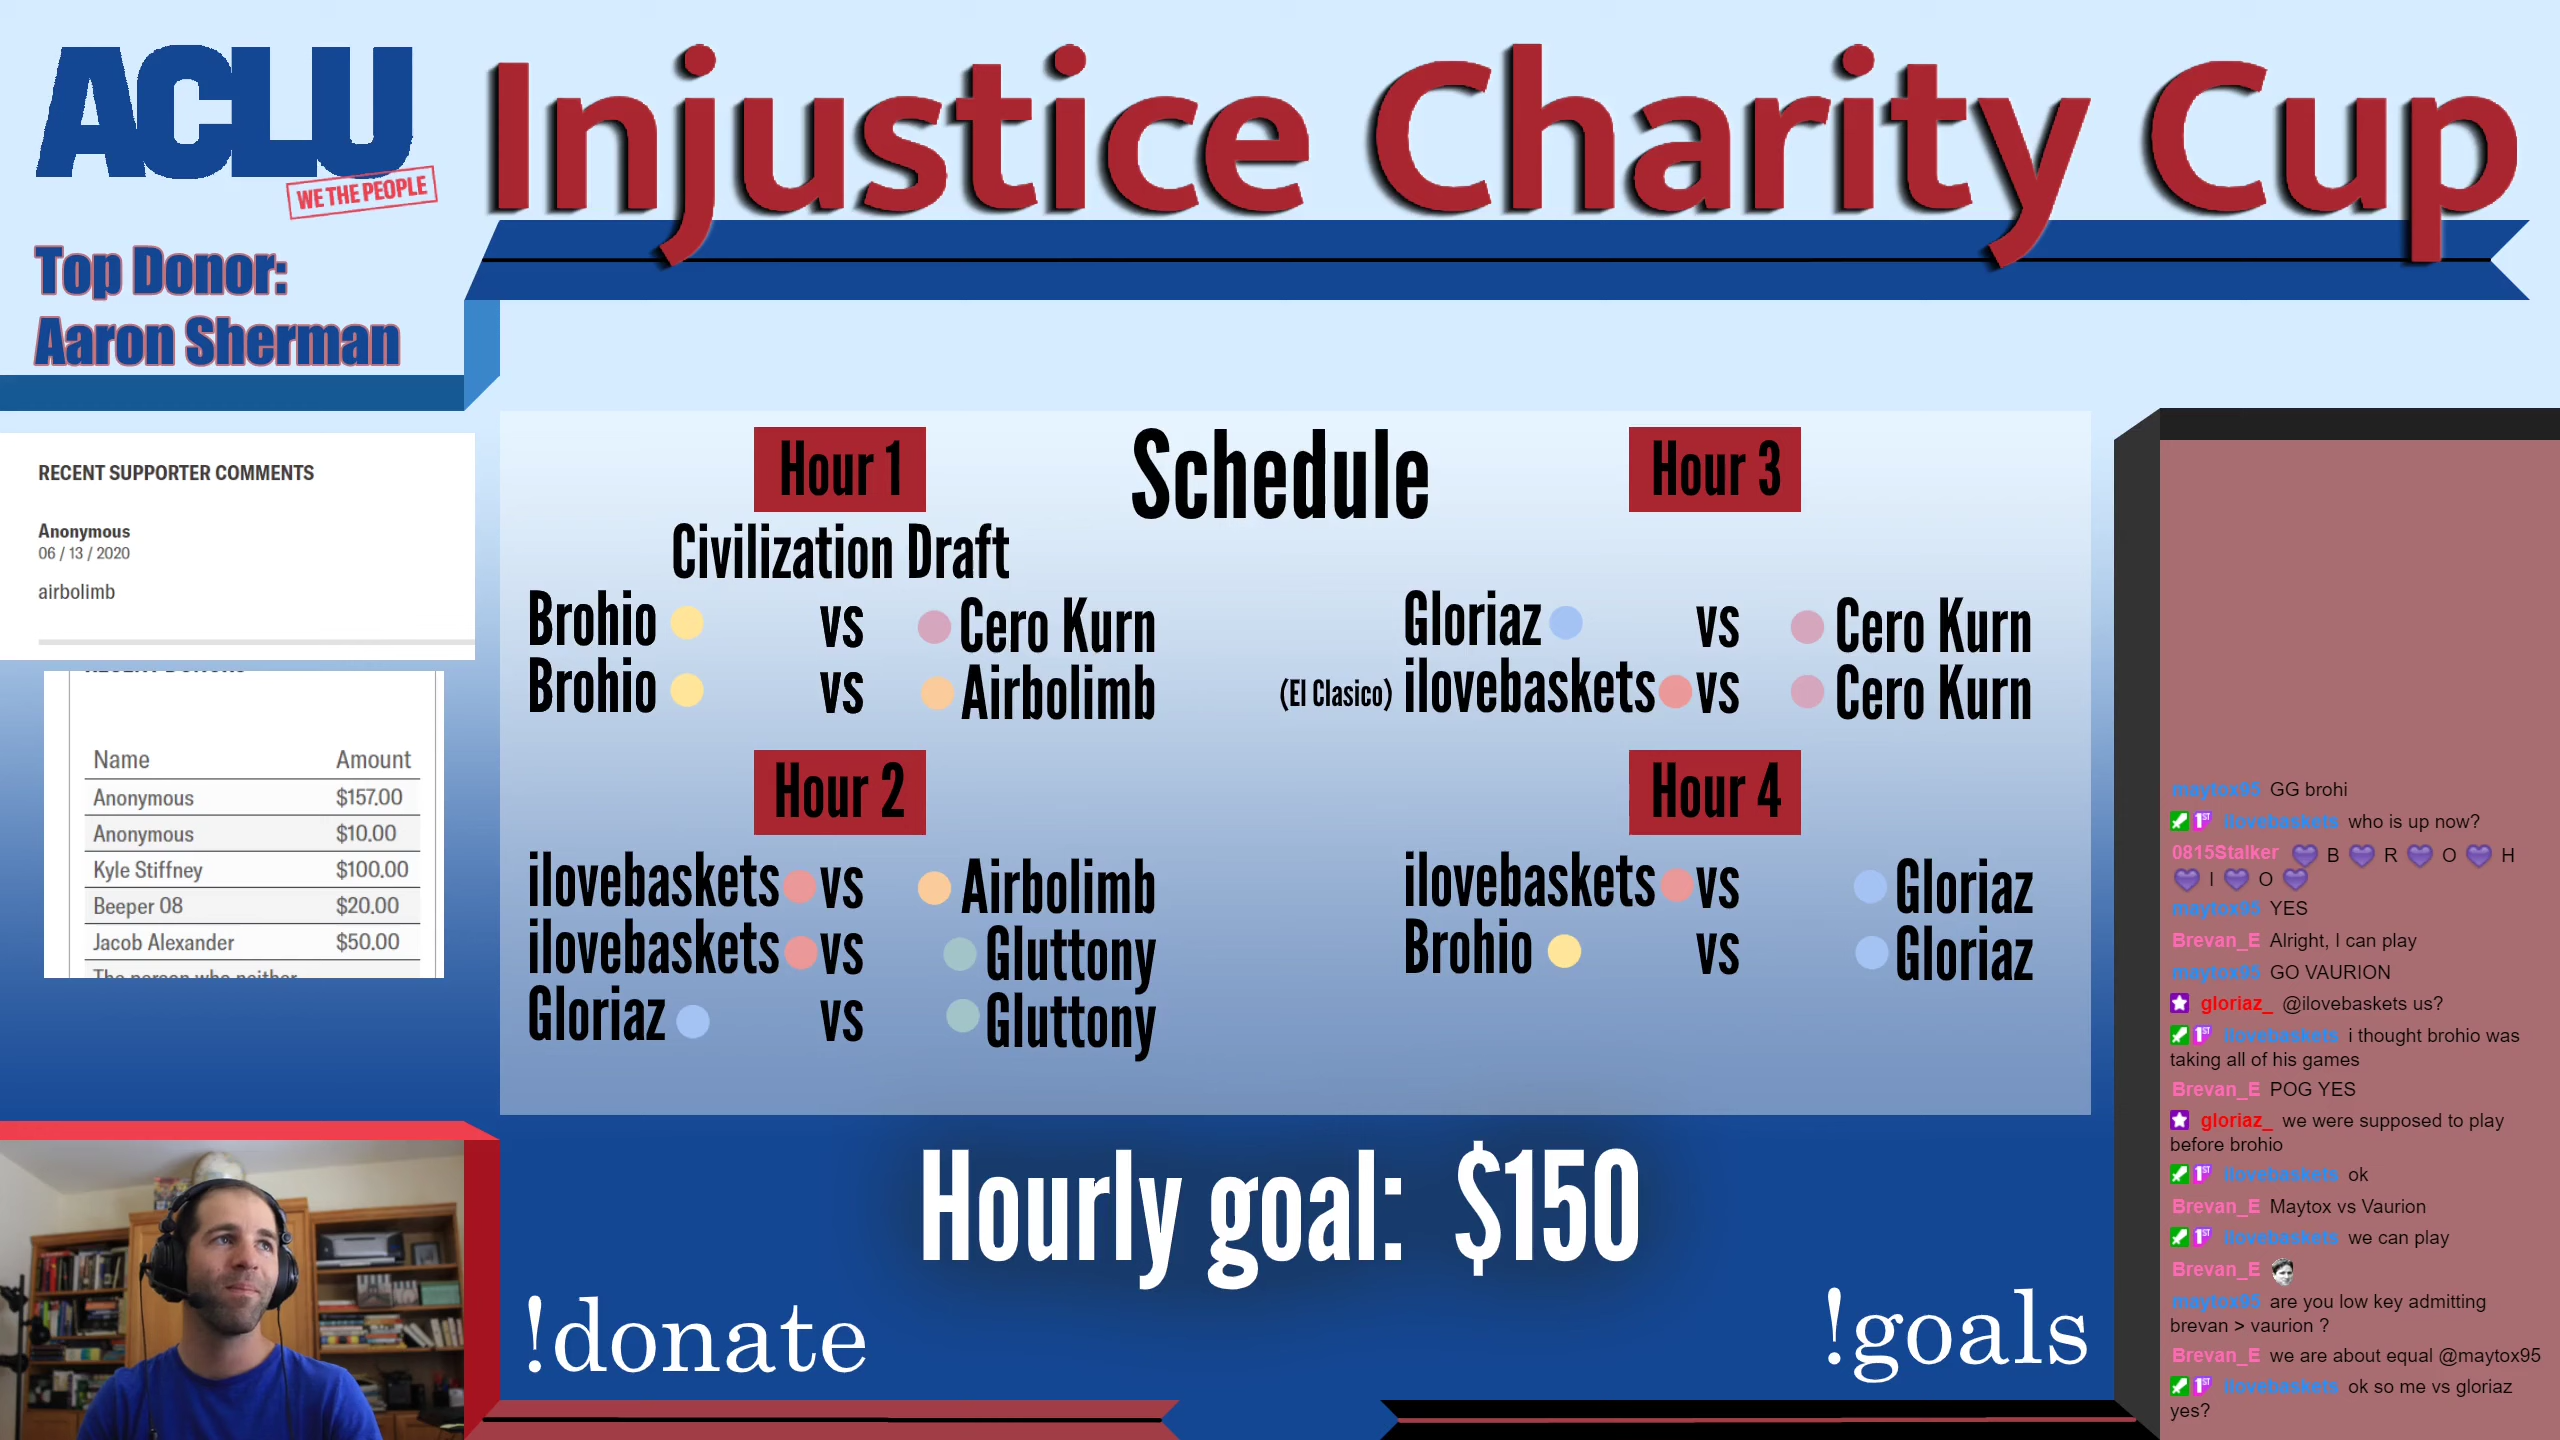 ACLU
WE THE PEOPLE
Injustice Charity Cup
Top Donor:
Aaron Sherman
RECENT SUPPORTER COMMENTS
Anonymous
06 / 13 / 2020
airbolimb
Name Amount
Anonymous $157.00
Anonymous $10.00
Kyle Stiffney $100.00
Beeper 08 $20.00
Jacob Alexander $50.00
Schedule
Hour 1
Civilization Draft
Brohio vs Cero Kurn
Brohio vs Airbolimb
Hour 2
ilovebaskets vs Airbolimb
ilovebaskets vs Gluttony
Gloriaz vs Gluttony
Hour 3
Gloriaz vs Cero Kurn
(El Clasico) ilovebaskets vs Cero Kurn
Hour 4
ilovebaskets vs Gloriaz
Brohio vs Gloriaz
Hourly goal: $150
!donate
!goals
maytox95 GG brohi
1ST ilovebaskets who is up now?
0815Stalker B R O H
I O
maytox95 YES
Brevan_E Alright, I can play
maytox95 GO VAURION
gloriaz_ @ilovebaskets us?
1ST ilovebaskets i thought brohio was
taking all of his games
Brevan_E POG YES
gloriaz_ we were supposed to play
before brohio
1ST ilovebaskets ok
Brevan_E Maytox vs Vaurion
1ST ilovebaskets we can play
Brevan_E
maytox95 are you low key admitting
brevan > vaurion ?
Brevan_E we are about equal @maytox95
1ST ilovebaskets ok so me vs gloriaz
yes?